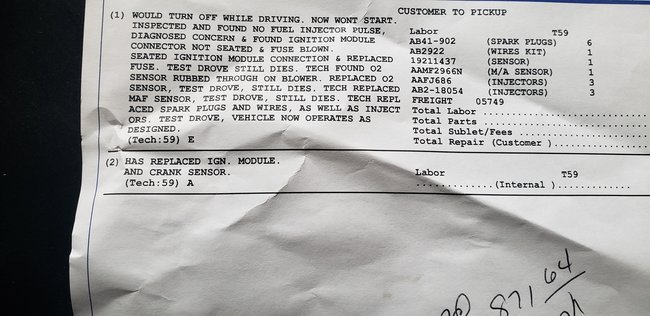 CUSTOMER TO PICKUP
(1) WOULD TURN OFF WHILE DRIVING. NOW WONT START.
INSPECTED AND FOUND NO FUEL INJECTOR PULSE,
DIAGNOSED CONCERN & FOUND IGNITION MODULE
CONNECTOR NOT SEATED & FUSE BLOWN.
SEATED IGNITION MODULE CONNECTION & REPLACED
FUSE. TEST DROVE STILL DIES. TECH FOUND O2
SENSOR RUBBED THROUGH ON BLOWER. REPLACED O2
SENSOR, TEST DROVE, STILL DIES. TECH REPLACED
MAF SENSOR, TEST DROVE, STILL DIES. TECH REPL
ACED SPARK PLUGS AND WIRES, AS WELL AS INJECT
ORS. TEST DROVE, VEHICLE NOW OPERATES AS
DESIGNED.
(Tech:59) E
Labor T59
AB41-902 (SPARK PLUGS) 6
AB2922 (WIRES KIT) 1
19211437 (SENSOR) 1
AAMF2966N (M/A SENSOR) 1
AAFJ686 (INJECTORS) 3
AB2-18054 (INJECTORS) 3
FREIGHT 05749
Total Labor ..................
Total Parts ..................
Total Sublet/Fees ............
Total Repair (Customer ).............
(2) HAS REPLACED IGN. MODULE.
AND CRANK SENSOR.
(Tech:59) A
Labor T59
............(Internal )............
871 64